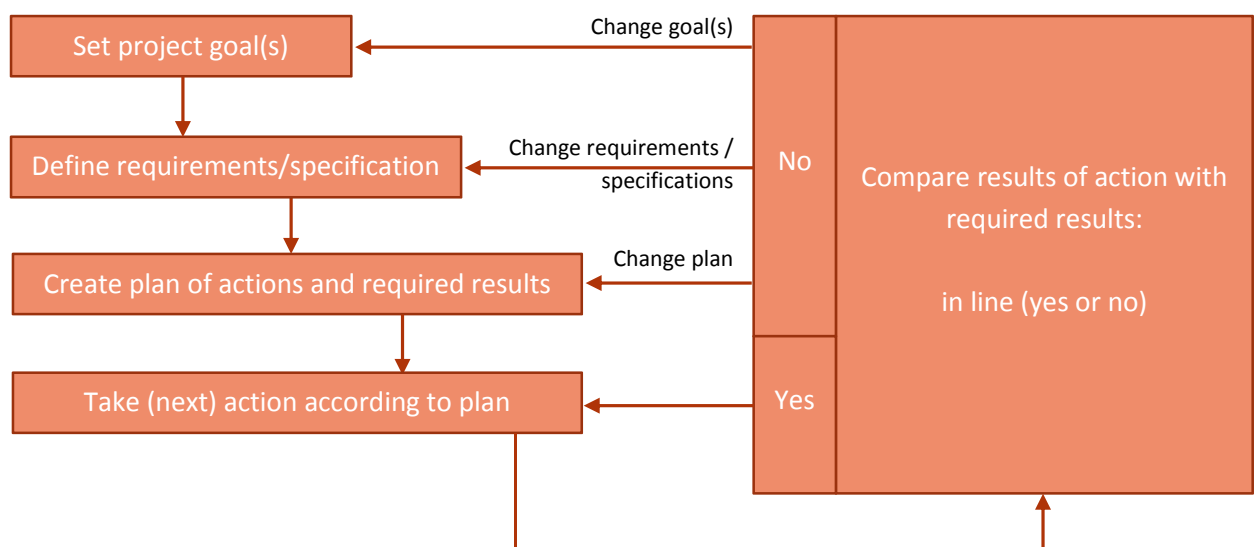 Set project goal(s)
Change goal(s)
Define requirements/specification
Change requirements /
specifications
No
Compare results of action with
required results:
in line (yes or no)
Create plan of actions and required results
Change plan
Take (next) action according to plan
Yes